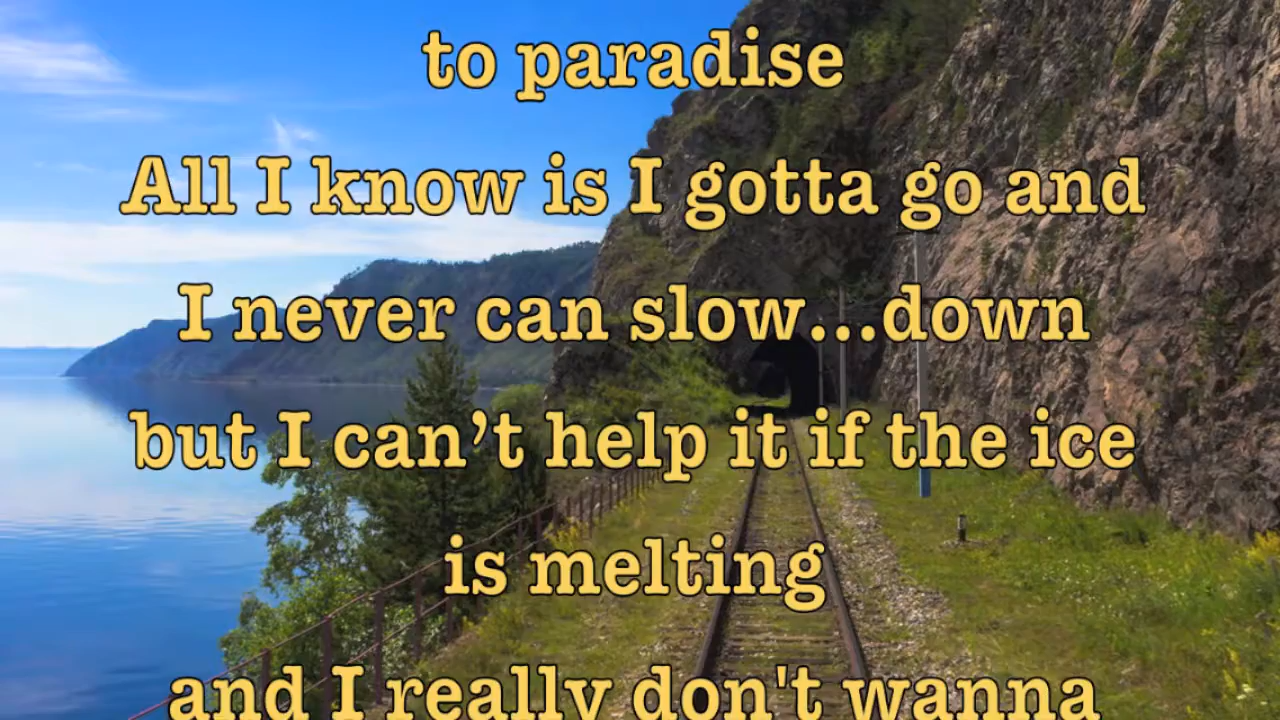 to paradise
All I know is I gotta go and
I never can slow...down
but I can’t help it if the ice
is melting
and I really don't wanna